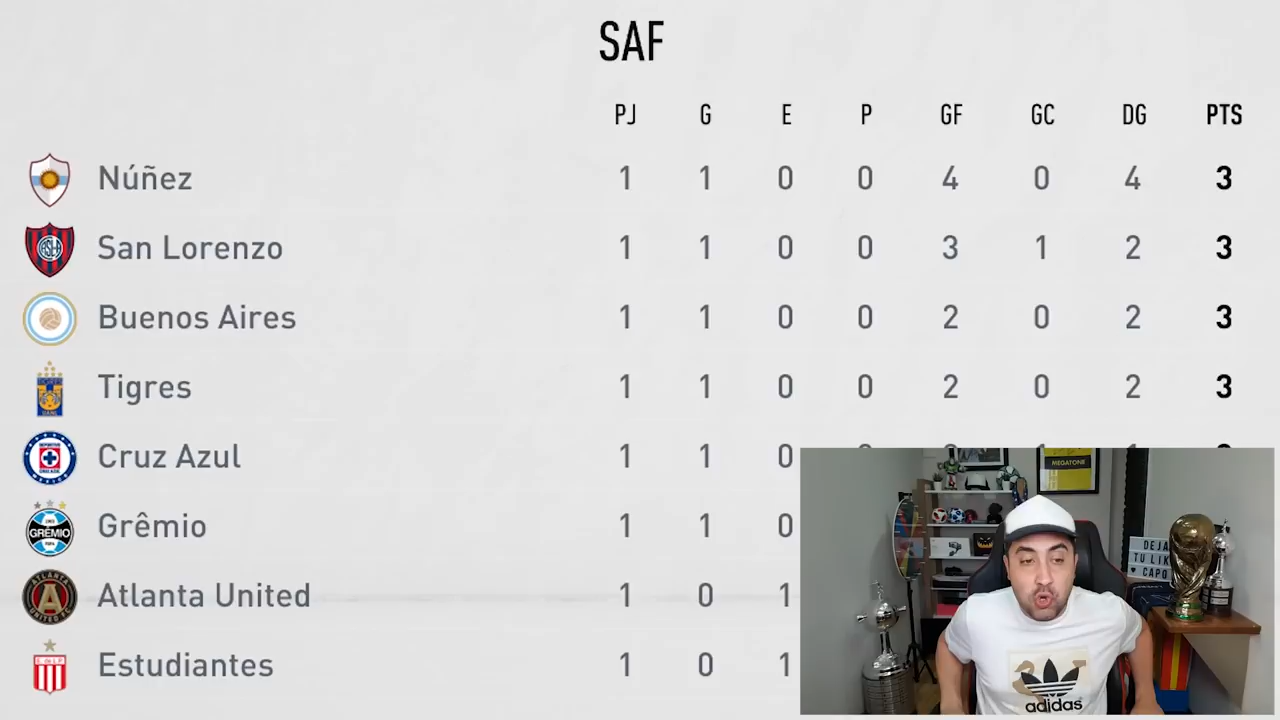 SAF
PJ G E P GF GC DG PTS
Núñez 1 1 0 0 4 0 4 3
San Lorenzo 1 1 0 0 3 1 2 3
Buenos Aires 1 1 0 0 2 0 2 3
Tigres 1 1 0 0 2 0 2 3
Cruz Azul 1 1 0
Grêmio 1 1 0
Atlanta United 1 0 1
Estudiantes 1 0 1
GRÊMIO
MEGATONE
DEJA
TU LIK
CAPO
adidas